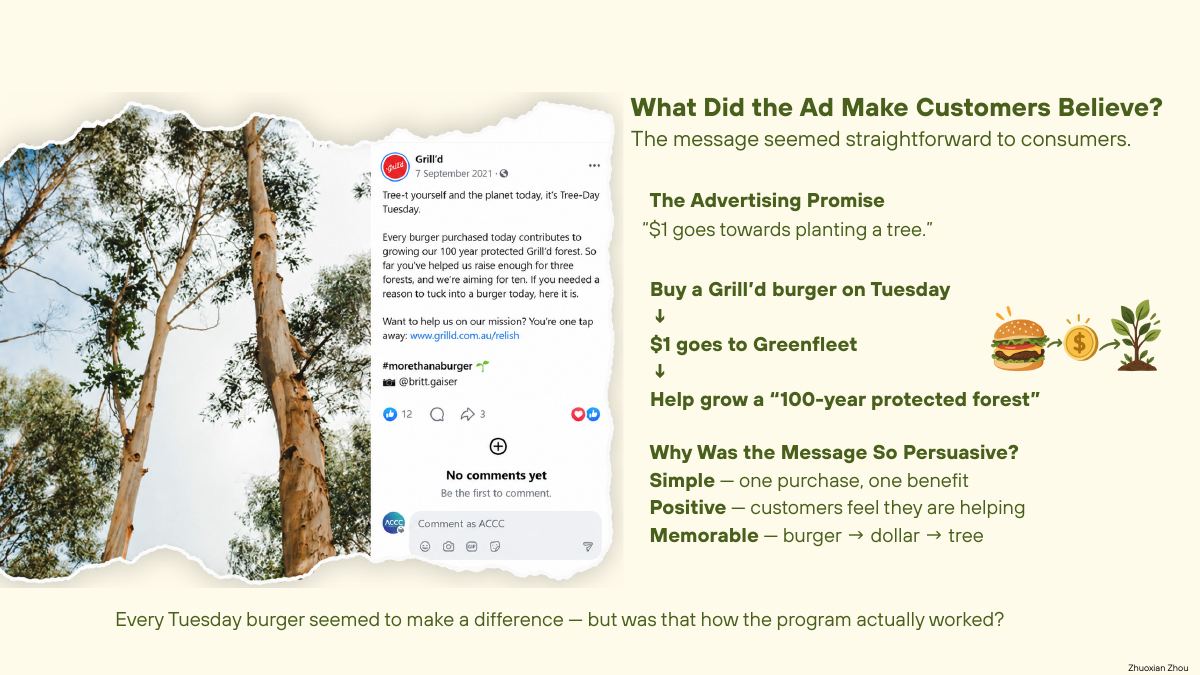 What Did the Ad Make Customers Believe?
The message seemed straightforward to consumers.
Grill'd
Grill'd
7 September 2021 ·
Tree-t yourself and the planet today, it's Tree-Day
Tuesday.
Every burger purchased today contributes to
growing our 100 year protected Grill'd forest. So
far you've helped us raise enough for three
forests, and we're aiming for ten. If you needed a
reason to tuck into a burger today, here it is.
Want to help us on our mission? You're one tap
away: www.grilld.com.au/relish
#morethanaburger 🌱
📷 @britt.gaiser
12
3
No comments yet
Be the first to comment.
ACCC
Comment as ACCC
GIF
The Advertising Promise
“$1 goes towards planting a tree.”
Buy a Grill’d burger on Tuesday
↓
$1 goes to Greenfleet
↓
Help grow a “100-year protected forest”
$
Why Was the Message So Persuasive?
Simple — one purchase, one benefit
Positive — customers feel they are helping
Memorable — burger → dollar → tree
Every Tuesday burger seemed to make a difference — but was that how the program actually worked?
Zhuoxian Zhou